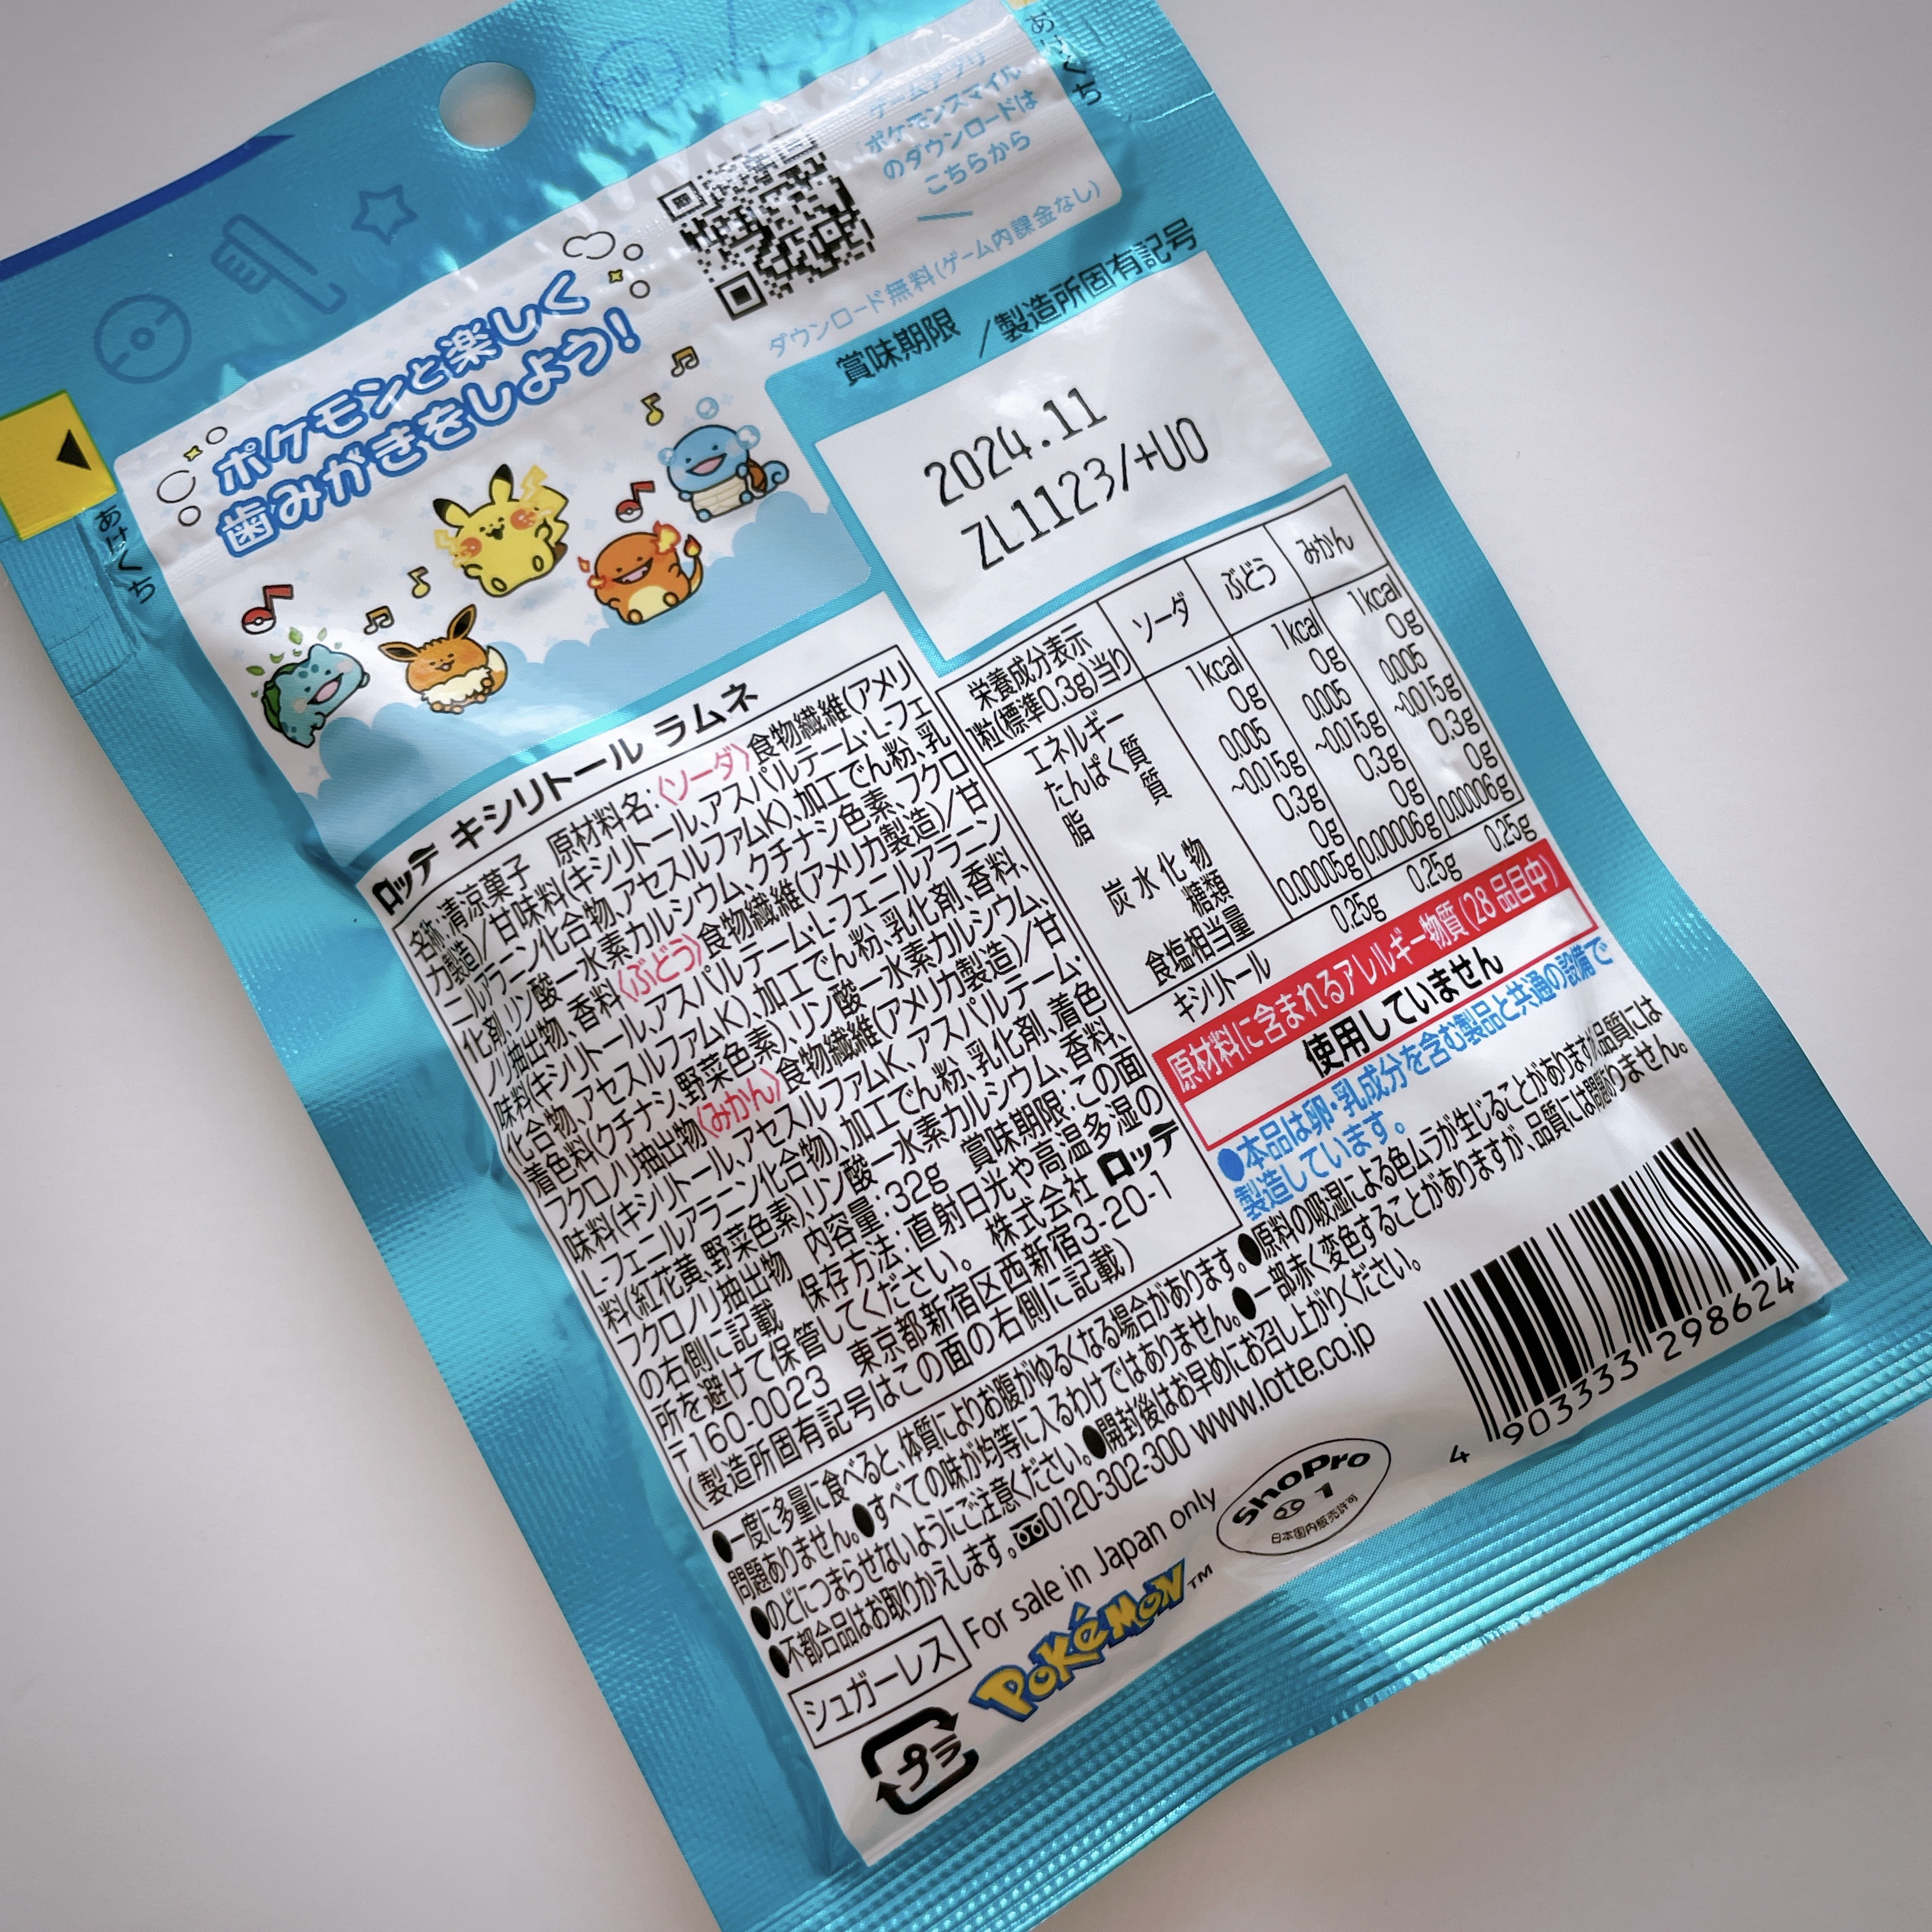 あけくち
ゲームアプリ
ポケモンスマイル
のダウンロードは
こちらから
ダウンロード無料(ゲーム内課金なし)
ポケモンと楽しく
歯みがきをしよう!
あけくち
賞味期限 /製造所固有記号
2024.11
ZL1123/+U0
ロッテ キシリトール ラムネ
名称:清涼菓子 原材料名:〈ソーダ〉食物繊維(アメリ
カ製造)/甘味料(キシリトール、アスパルテーム・L-フェ
ニルアラニン化合物、アセスルファムK)、加工でん粉、乳
化剤、リン酸一水素カルシウム、クチナシ色素、フクロ
ノリ抽出物、香料〈ぶどう〉食物繊維(アメリカ製造)/甘
味料(キシリトール、アスパルテーム・L-フェニルアラニン
化合物、アセスルファムK)、加工でん粉、乳化剤、香料、
着色料(クチナシ、野菜色素)、リン酸一水素カルシウム、
フクロノリ抽出物〈みかん〉食物繊維(アメリカ製造)/甘
味料(キシリトール、アセスルファムK、アスパルテーム・
L-フェニルアラニン化合物)、加工でん粉、乳化剤、着色
料(紅花黄、野菜色素)、リン酸一水素カルシウム、香料、
フクロノリ抽出物 内容量:32g 賞味期限:この面
の右側に記載 保存方法:直射日光や高温多湿の
所を避けて保管してください。 株式会社 ロッテ
〒160-0023 東京都新宿区西新宿3-20-1
(製造所固有記号はこの面の右側に記載)
栄養成分表示 ソーダ ぶどう みかん
1粒(標準0.3g)当り
エネルギー 1kcal 1kcal 1kcal
たんぱく質 0g 0g 0g
脂質 0.005 0.005 0.005
~0.015g ~0.015g ~0.015g
炭水化物 0.3g 0.3g 0.3g
糖類 0g 0g 0g
食塩相当量 0.00005g 0.00006g 0.00006g
キシリトール 0.25g 0.25g 0.25g
原材料に含まれるアレルギー物質(28品目中)
使用していません
●本品は卵・乳成分を含む製品と共通の設備で
製造しています。
●一度に多量に食べると、体質によりお腹がゆるくなる場合があります。●原料の吸湿による色ムラが生じることがありますが、品質には
問題ありません。●すべての味が均等に入るわけではありません。●一部赤く変色することがありますが、品質には問題ありません。
●のどにつまらせないようにご注意ください。●開封後はお早めにお召し上がりください。
●不都合品はお取りかえします。0120-302-300 www.lotte.co.jp
シュガーレス For sale in Japan only
ShoPro
1
日本国内販売許可
プラ
POKéMON™
4 903333 298624